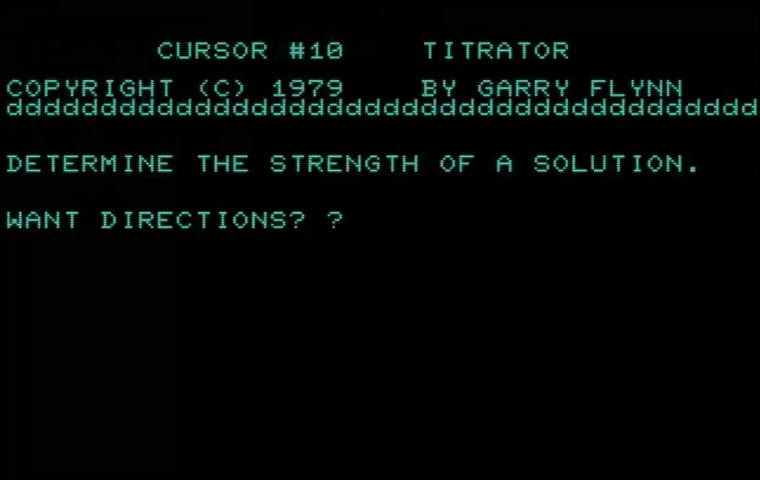 CURSOR #10 TITRATOR
COPYRIGHT (C) 1979 BY GARRY FLYNN
dddddddddddddddddddddddddddddddddddddddd
DETERMINE THE STRENGTH OF A SOLUTION.
WANT DIRECTIONS? ?